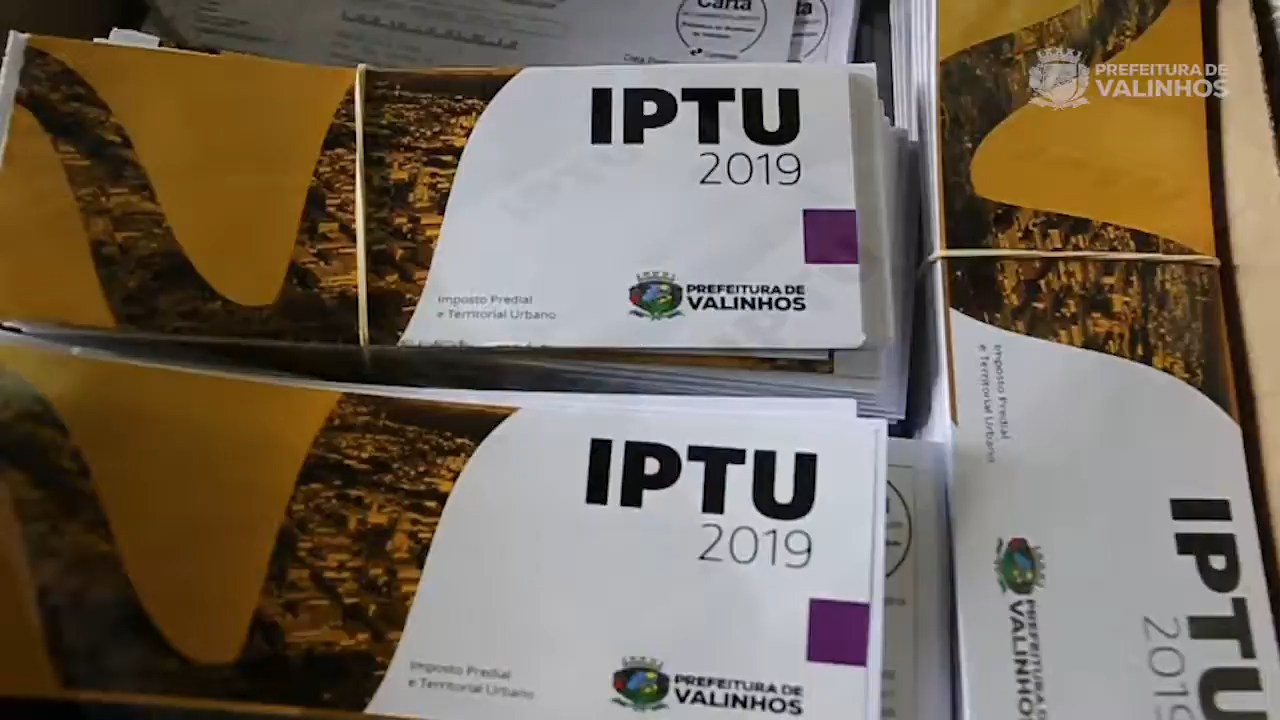 Carta
ta
PREFEITURA DE
VALINHOS
IPTU
2019
PREFEITURA DE
VALINHOS
Imposto Predial
e Territorial Urbano
IPTU
2019
PREFEITURA DE
VALINHOS
Imposto Predial
e Territorial Urbano
Imposto Predial
e Territorial Urbano
IPTU
2019
PREFEITURA DE
VALINHOS